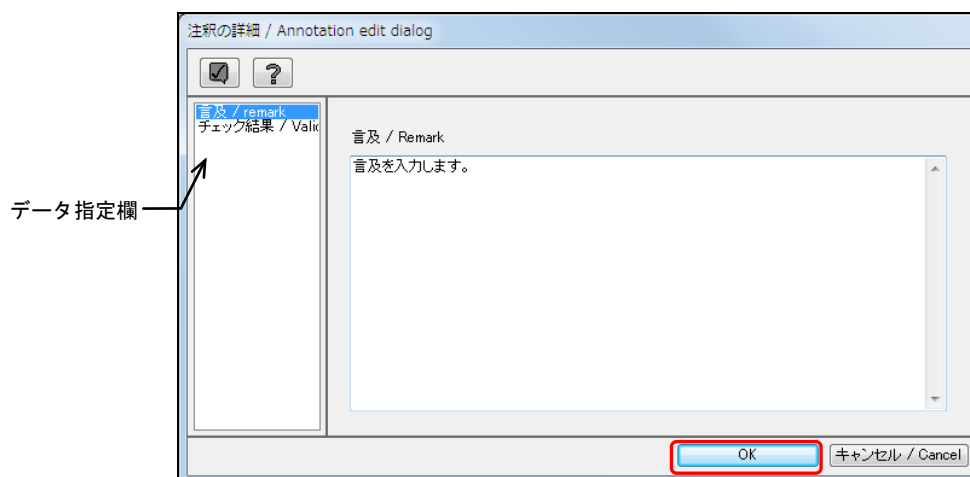 注釈の詳細 / Annotation edit dialog
?
言及 / remark
チェック結果 / Valid
データ指定欄
言及 / Remark
言及を入力します。
OK
キャンセル / Cancel